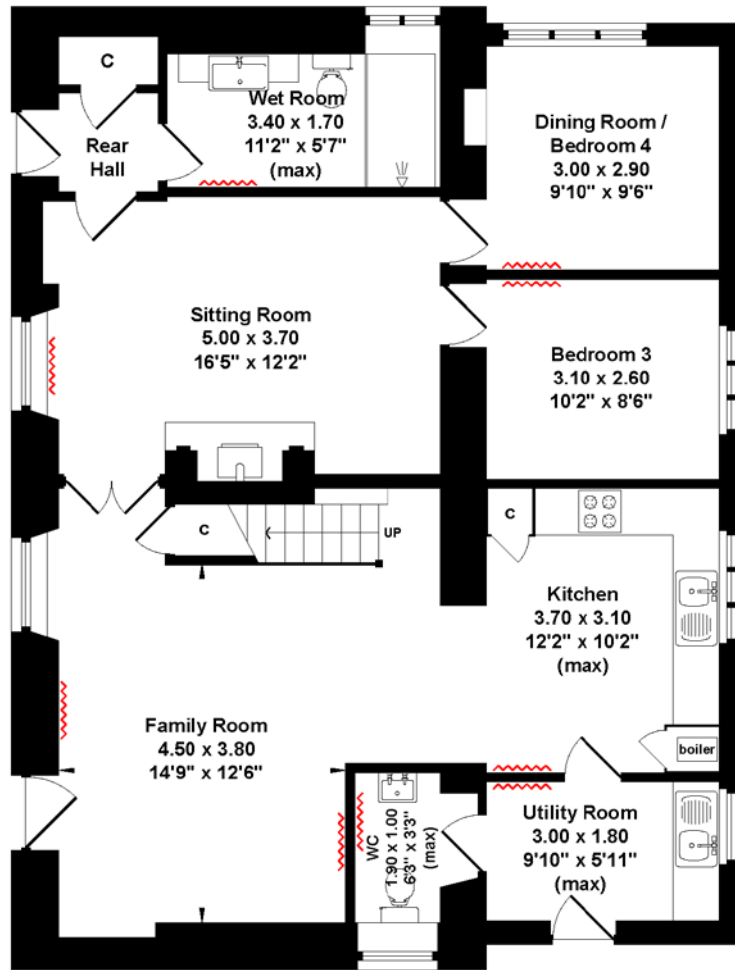 C
Wet Room
3.40 x 1.70
11'2" x 5'7"
(max)
Rear
Hall
Dining Room /
Bedroom 4
3.00 x 2.90
9'10" x 9'6"
Sitting Room
5.00 x 3.70
16'5" x 12'2"
Bedroom 3
3.10 x 2.60
10'2" x 8'6"
C
UP
C
Kitchen
3.70 x 3.10
12'2" x 10'2"
(max)
Family Room
4.50 x 3.80
14'9" x 12'6"
boiler
WC
1.90 x 1.00
6'3" x 3'3"
(max)
Utility Room
3.00 x 1.80
9'10" x 5'11"
(max)